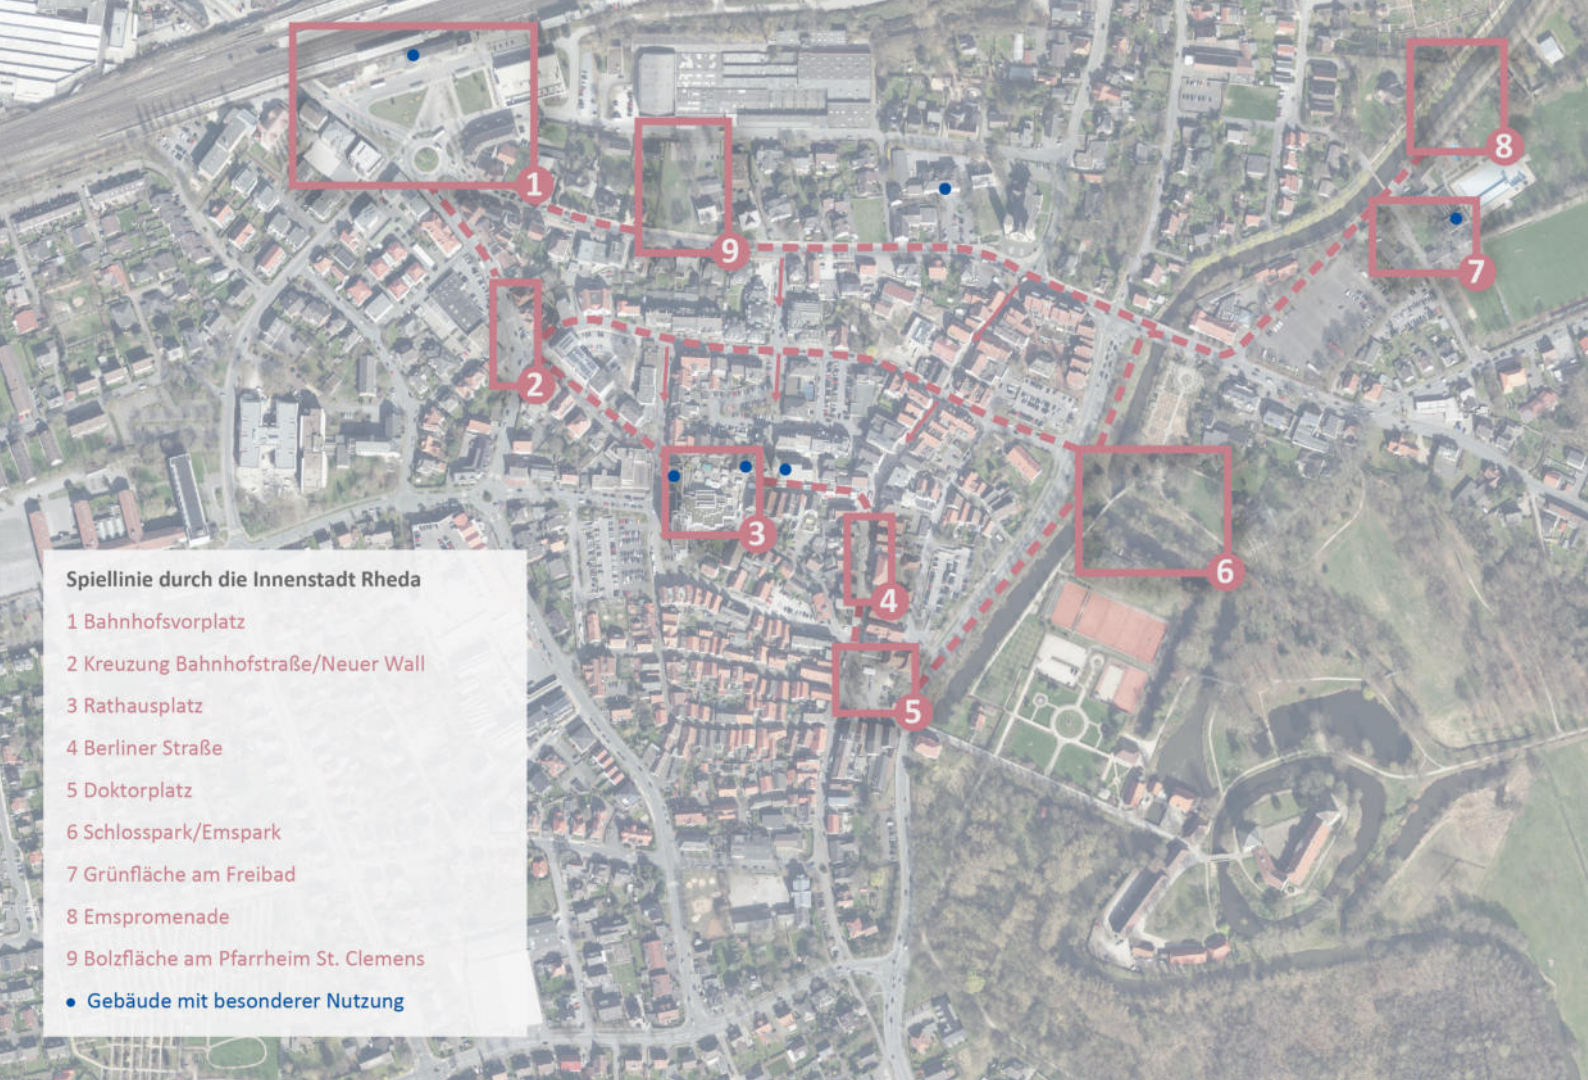 1
9
8
7
2
3
6
4
5
Spiellinie durch die Innenstadt Rheda
1 Bahnhofsvorplatz
2 Kreuzung Bahnhofstraße/Neuer Wall
3 Rathausplatz
4 Berliner Straße
5 Doktorplatz
6 Schlosspark/Emspark
7 Grünfläche am Freibad
8 Emspromenade
9 Bolzfläche am Pfarrheim St. Clemens
• Gebäude mit besonderer Nutzung